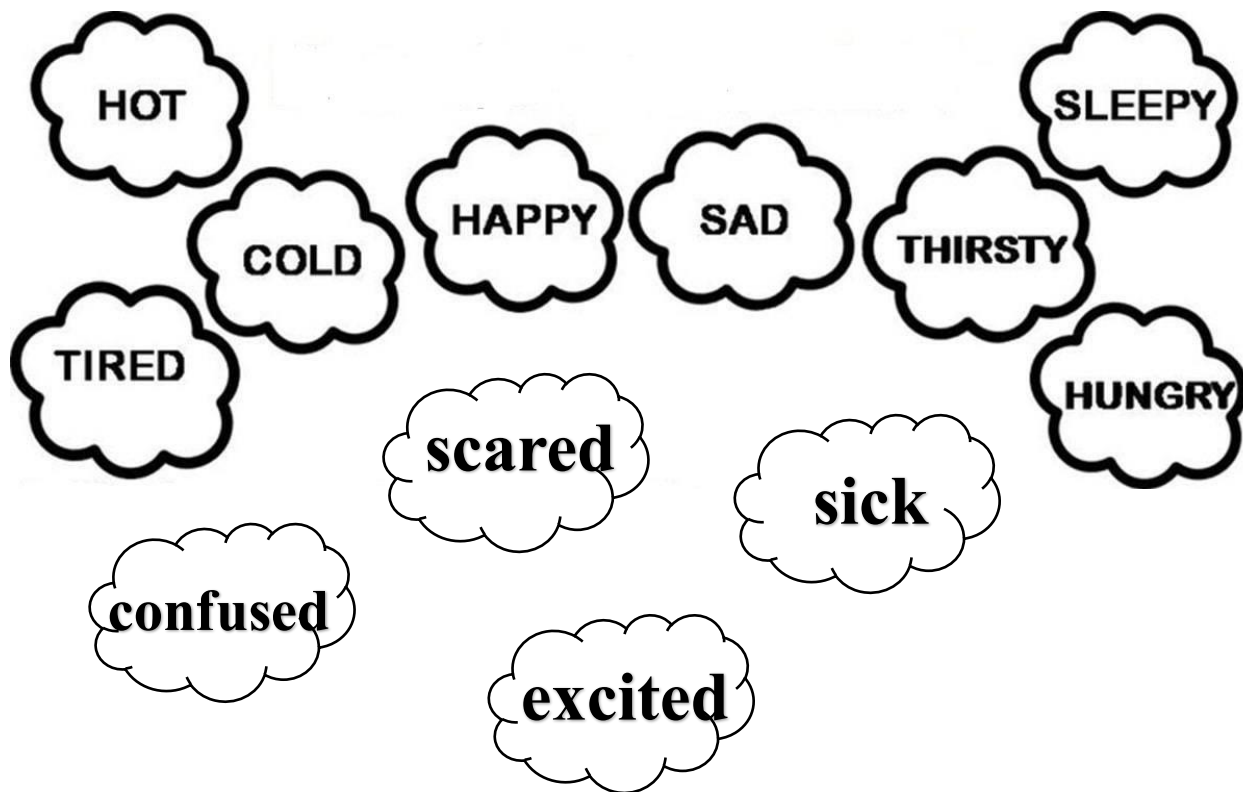 HOT
SLEEPY
COLD
HAPPY
SAD
THIRSTY
TIRED
HUNGRY
scared
sick
confused
excited